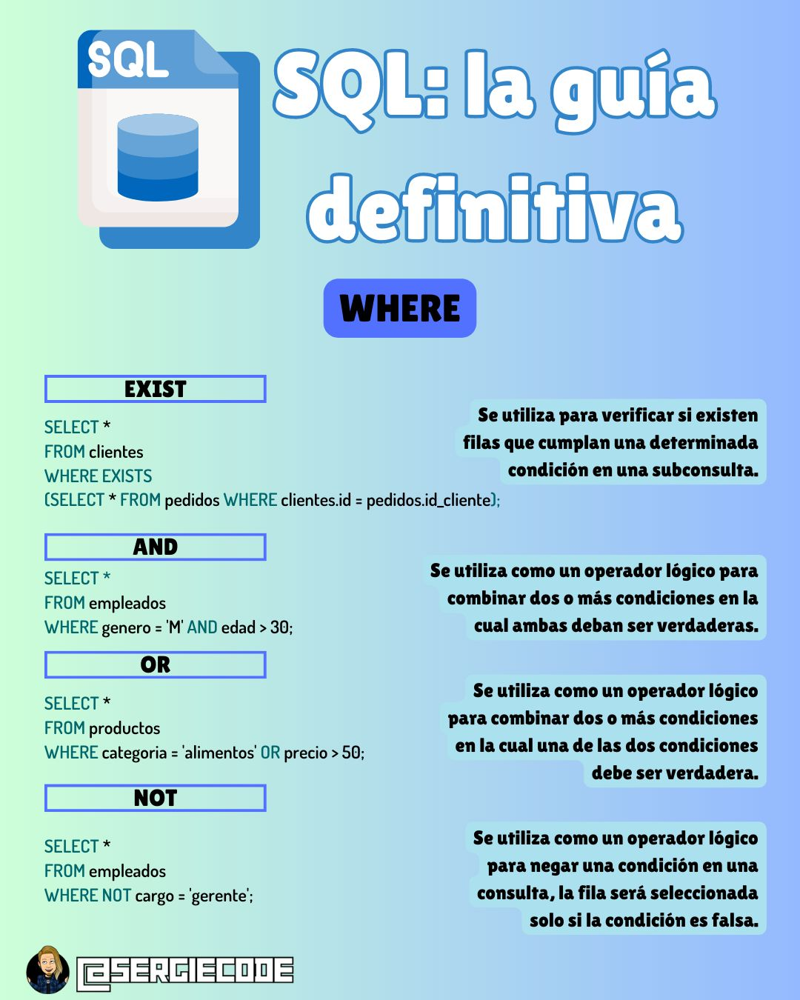 SQL
SQL: la guía
definitiva
WHERE
EXIST
SELECT *
FROM clientes
WHERE EXISTS
(SELECT * FROM pedidos WHERE clientes.id = pedidos.id_cliente);
Se utiliza para verificar si existen
filas que cumplan una determinada
condición en una subconsulta.
AND
SELECT *
FROM empleados
WHERE genero = 'M' AND edad > 30;
Se utiliza como un operador lógico para
combinar dos o más condiciones en la
cual ambas deban ser verdaderas.
OR
SELECT *
FROM productos
WHERE categoria = 'alimentos' OR precio > 50;
Se utiliza como un operador lógico
para combinar dos o más condiciones
en la cual una de las dos condiciones
debe ser verdadera.
NOT
SELECT *
FROM empleados
WHERE NOT cargo = 'gerente';
Se utiliza como un operador lógico
para negar una condición en una
consulta, la fila será seleccionada
solo si la condición es falsa.
@SERGIECODE